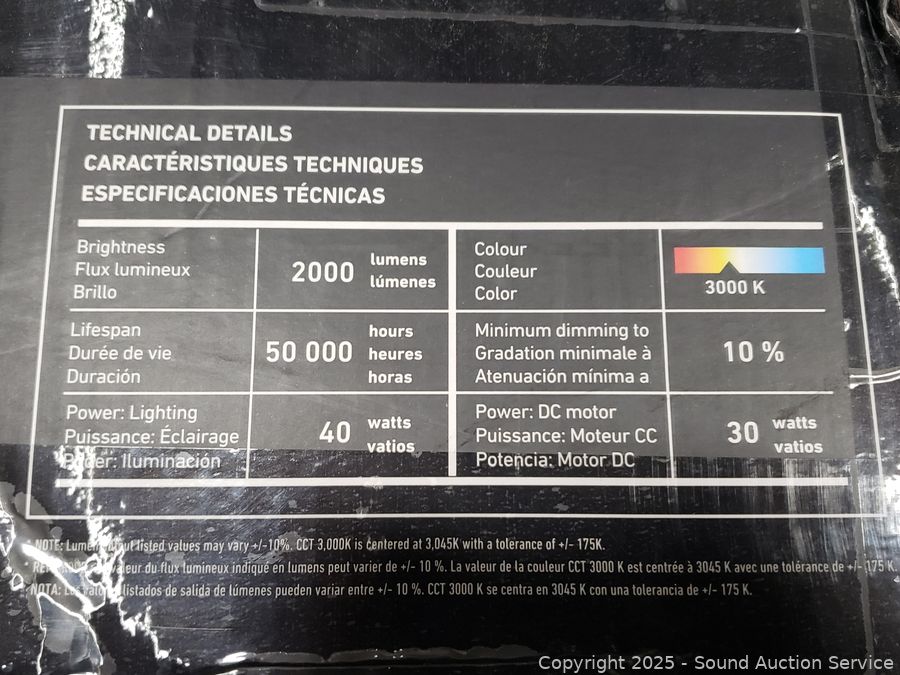 TECHNICAL DETAILS
CARACTÉRISTIQUES TECHNIQUES
ESPECIFICACIONES TÉCNICAS
Brightness
Flux lumineux
Brillo
2000 lumens
lúmenes
Colour
Couleur
Color
3000 K
Lifespan
Durée de vie
Duración
50 000 hours
heures
horas
Minimum dimming to
Gradation minimale à
Atenuación mínima a
10 %
Power: Lighting
Puissance: Éclairage
Poder: Iluminación
40 watts
vatios
Power: DC motor
Puissance: Moteur CC
Potencia: Motor DC
30 watts
vatios
* NOTE: Lumen output listed values may vary +/-10%. CCT 3,000K is centered at 3,045K with a tolerance of +/- 175K.
valeur du flux lumineux indiqué en lumens peut varier de +/- 10 %. La valeur de la couleur CCT 3000 K est centrée à 3045 K avec une tolérance de +/- 175 K.
NOTA: Los valores listados de salida de lúmenes pueden variar entre +/- 10 %. CCT 3000 K se centra en 3045 K con una tolerancia de +/- 175 K.
Copyright 2025 - Sound Auction Service